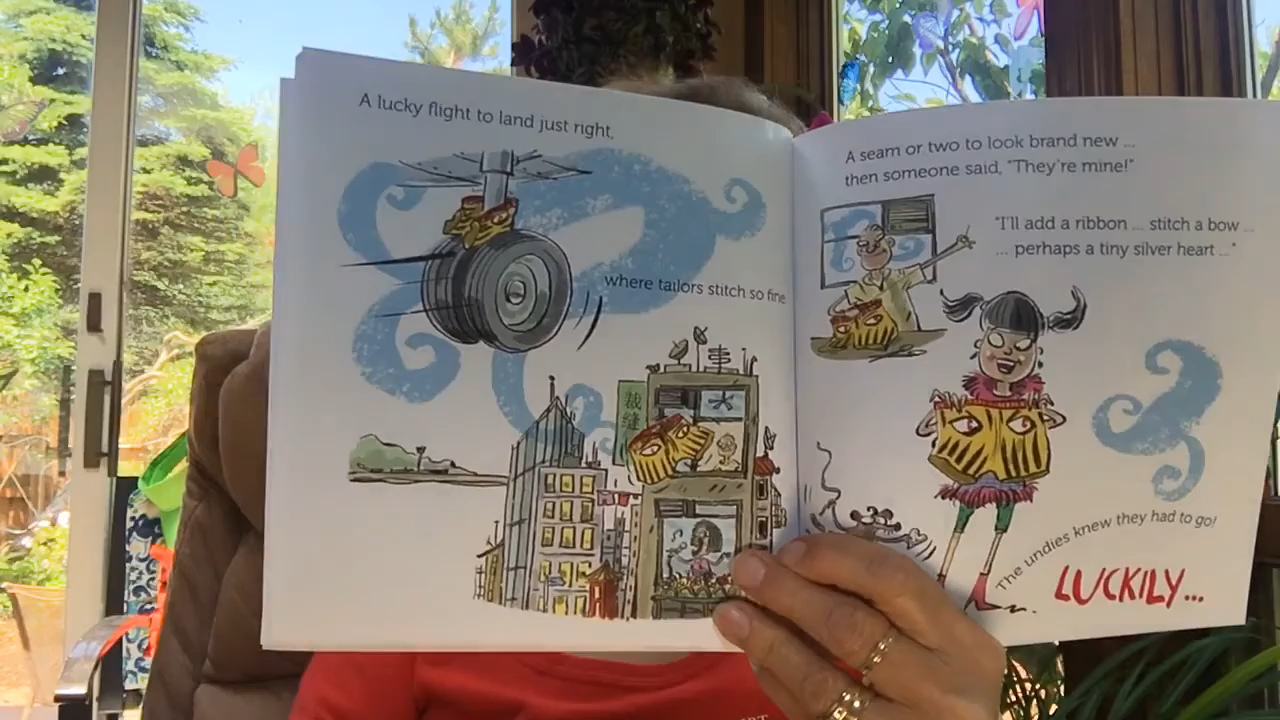 A lucky flight to land just right,
where tailors stitch so fine
裁缝
A seam or two to look brand new ...
then someone said, "They're mine!"
"I'll add a ribbon ... stitch a bow ...
... perhaps a tiny silver heart ..."
The undies knew they had to go!
LUCKILY...